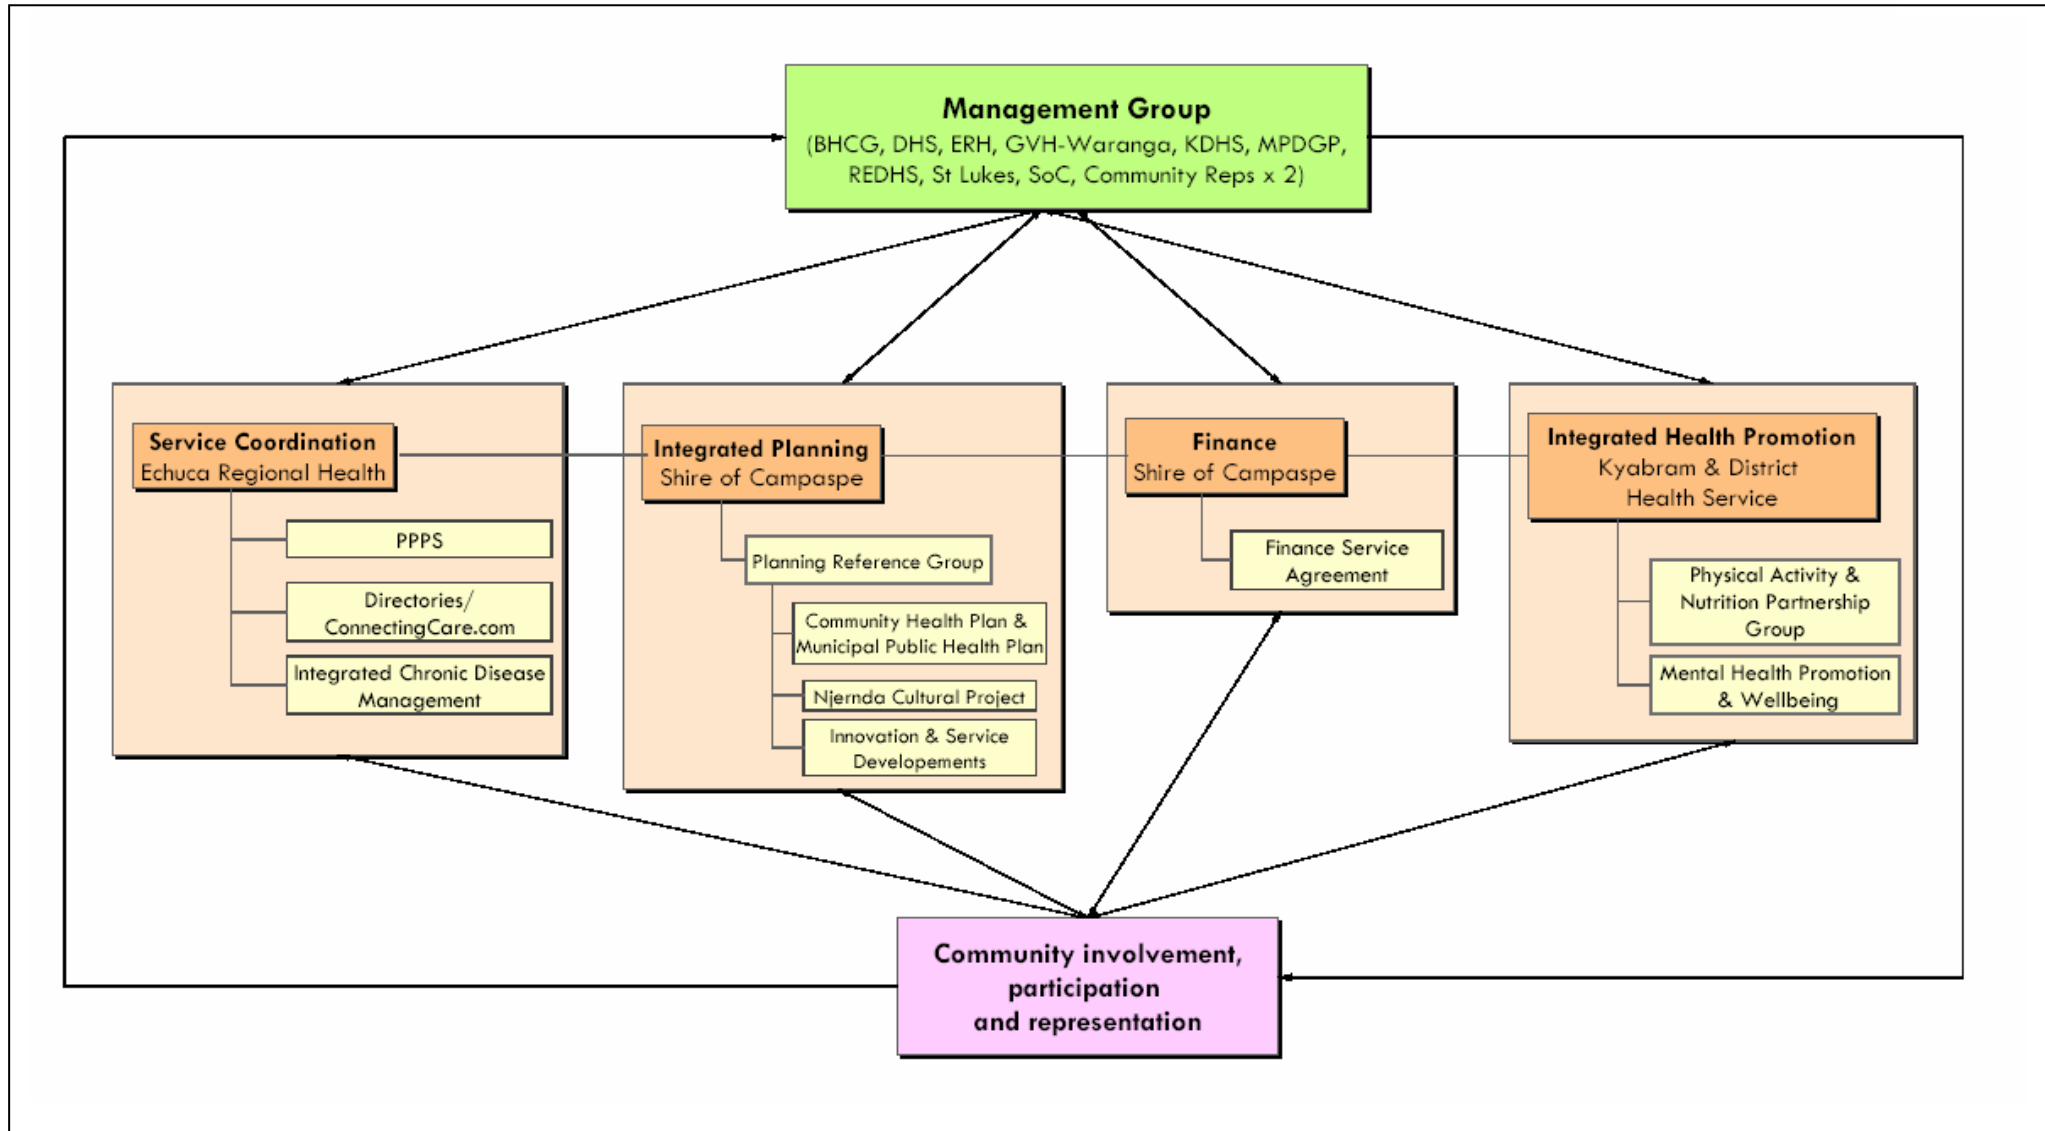 Management Group
(BHCG, DHS, ERH, GVH-Waranga, KDHS, MPDGP,
REDHS, St Lukes, SoC, Community Reps x 2)
Service Coordination
Echuca Regional Health
PPPS
Directories/
ConnectingCare.com
Integrated Chronic Disease
Management
Integrated Planning
Shire of Campaspe
Planning Reference Group
Community Health Plan &
Municipal Public Health Plan
Njernda Cultural Project
Innovation & Service
Developements
Finance
Shire of Campaspe
Finance Service
Agreement
Integrated Health Promotion
Kyabram & District
Health Service
Physical Activity &
Nutrition Partnership
Group
Mental Health Promotion
& Wellbeing
Community involvement,
participation
and representation